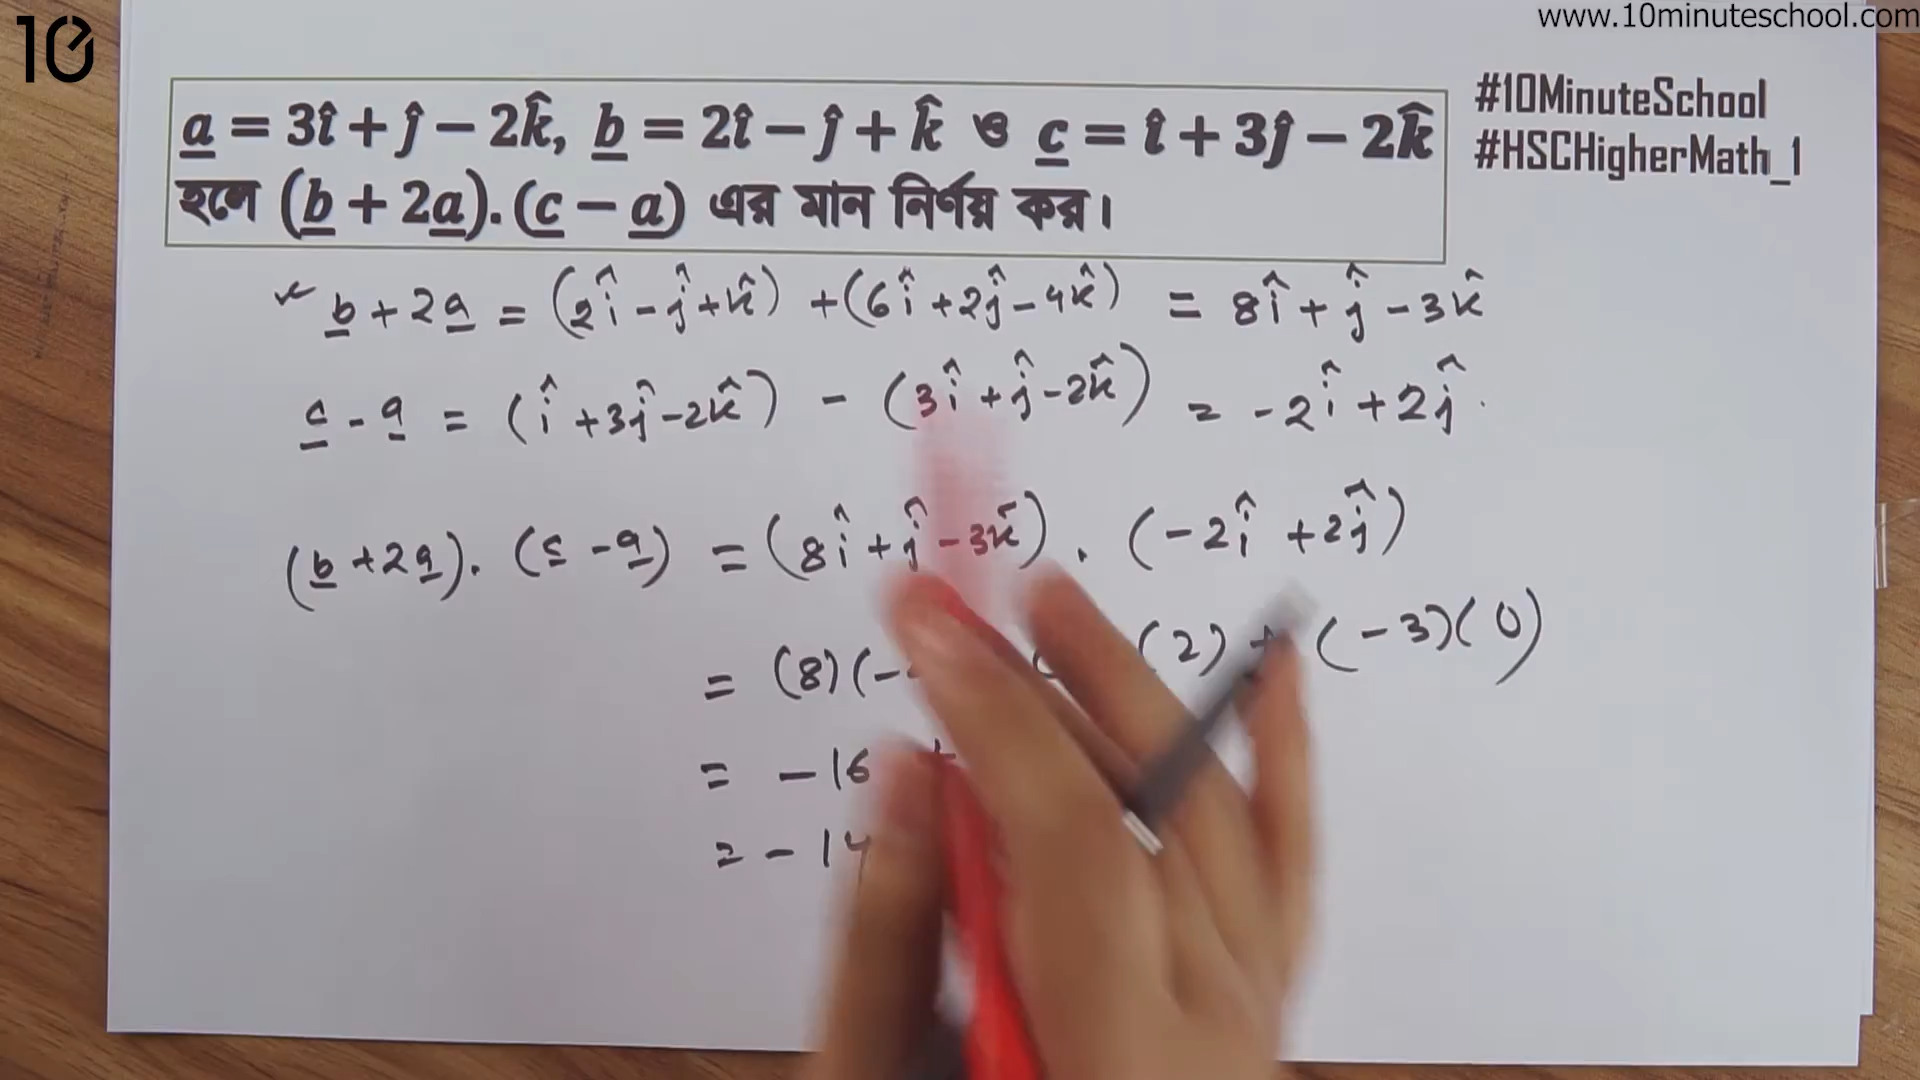 10
www.10minuteschool.com
#10MinuteSchool
#HSCHigherMath_1
a = 3î + ĵ − 2k̂, b = 2î − ĵ + k̂ ও c = î + 3ĵ − 2k̂
হলে (b + 2a). (c − a) এর মান নির্ণয় কর।
b + 2a = (2î − ĵ + k̂) + (6î + 2ĵ − 4k̂) = 8î + ĵ − 3k̂
c − a = (î + 3ĵ − 2k̂) − (3î + ĵ − 2k̂) = −2î + 2ĵ
(b + 2a). (c − a) = (8î + ĵ − 3k̂) . (−2î + 2ĵ)
= (8)(− (2) + (−3)(0)
= −16 +
= −14